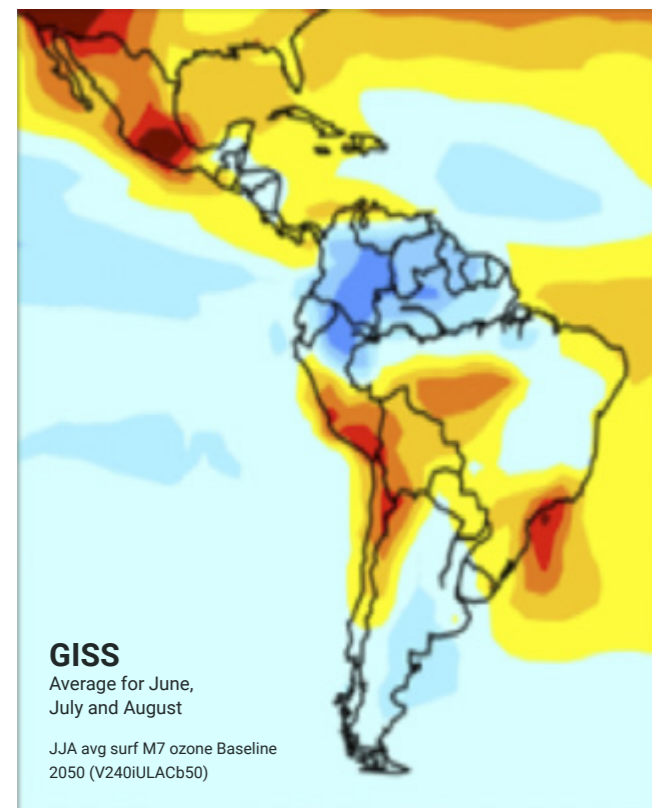 GISS
Average for June,
July and August
JJA avg surf M7 ozone Baseline
2050 (V240iULACb50)